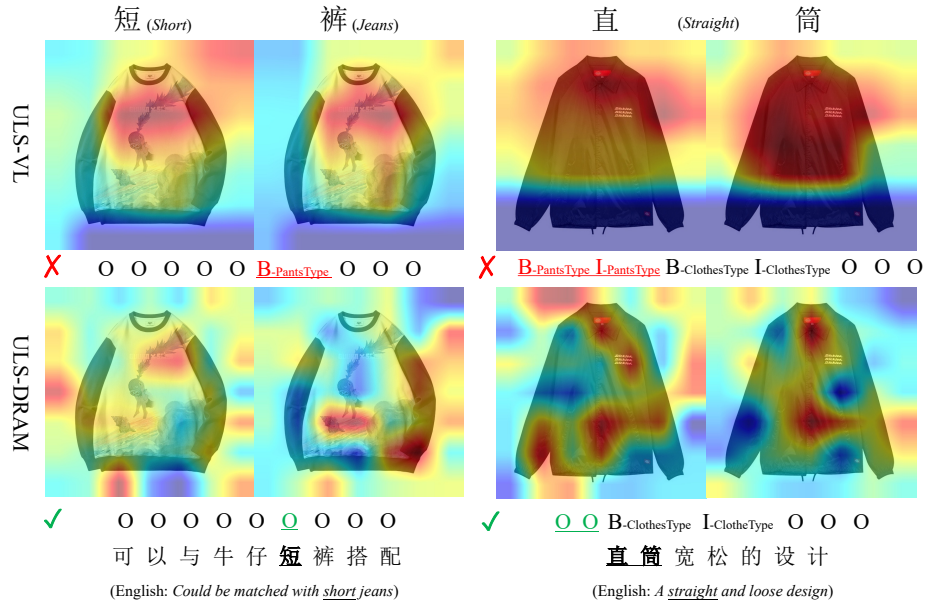 短 (Short) 裤 (Jeans) 直 (Straight) 筒
ULS-VL
✗ O O O O O B-PantsType O O O ✗ B-PantsType I-PantsType B-ClothesType I-ClothesType O O O
ULS-DRAM
✓ O O O O O O O O O ✓ O O B-ClothesType I-ClotheType O O O
可以与牛仔短裤搭配 直筒宽松的设计
(English: Could be matched with short jeans) (English: A straight and loose design)